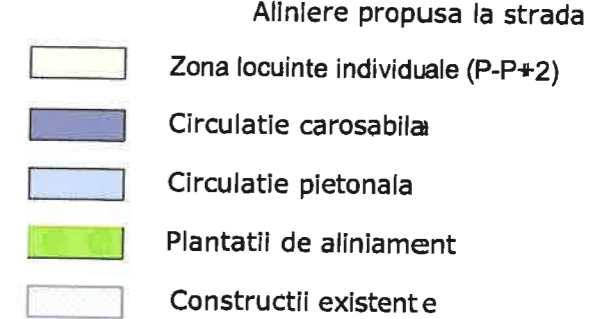 Aliniere propusa la strada
Zona locuinte individuale (P-P+2)
Circulatie carosabila
Circulatie pietonala
Plantatii de aliniament
Constructii existente